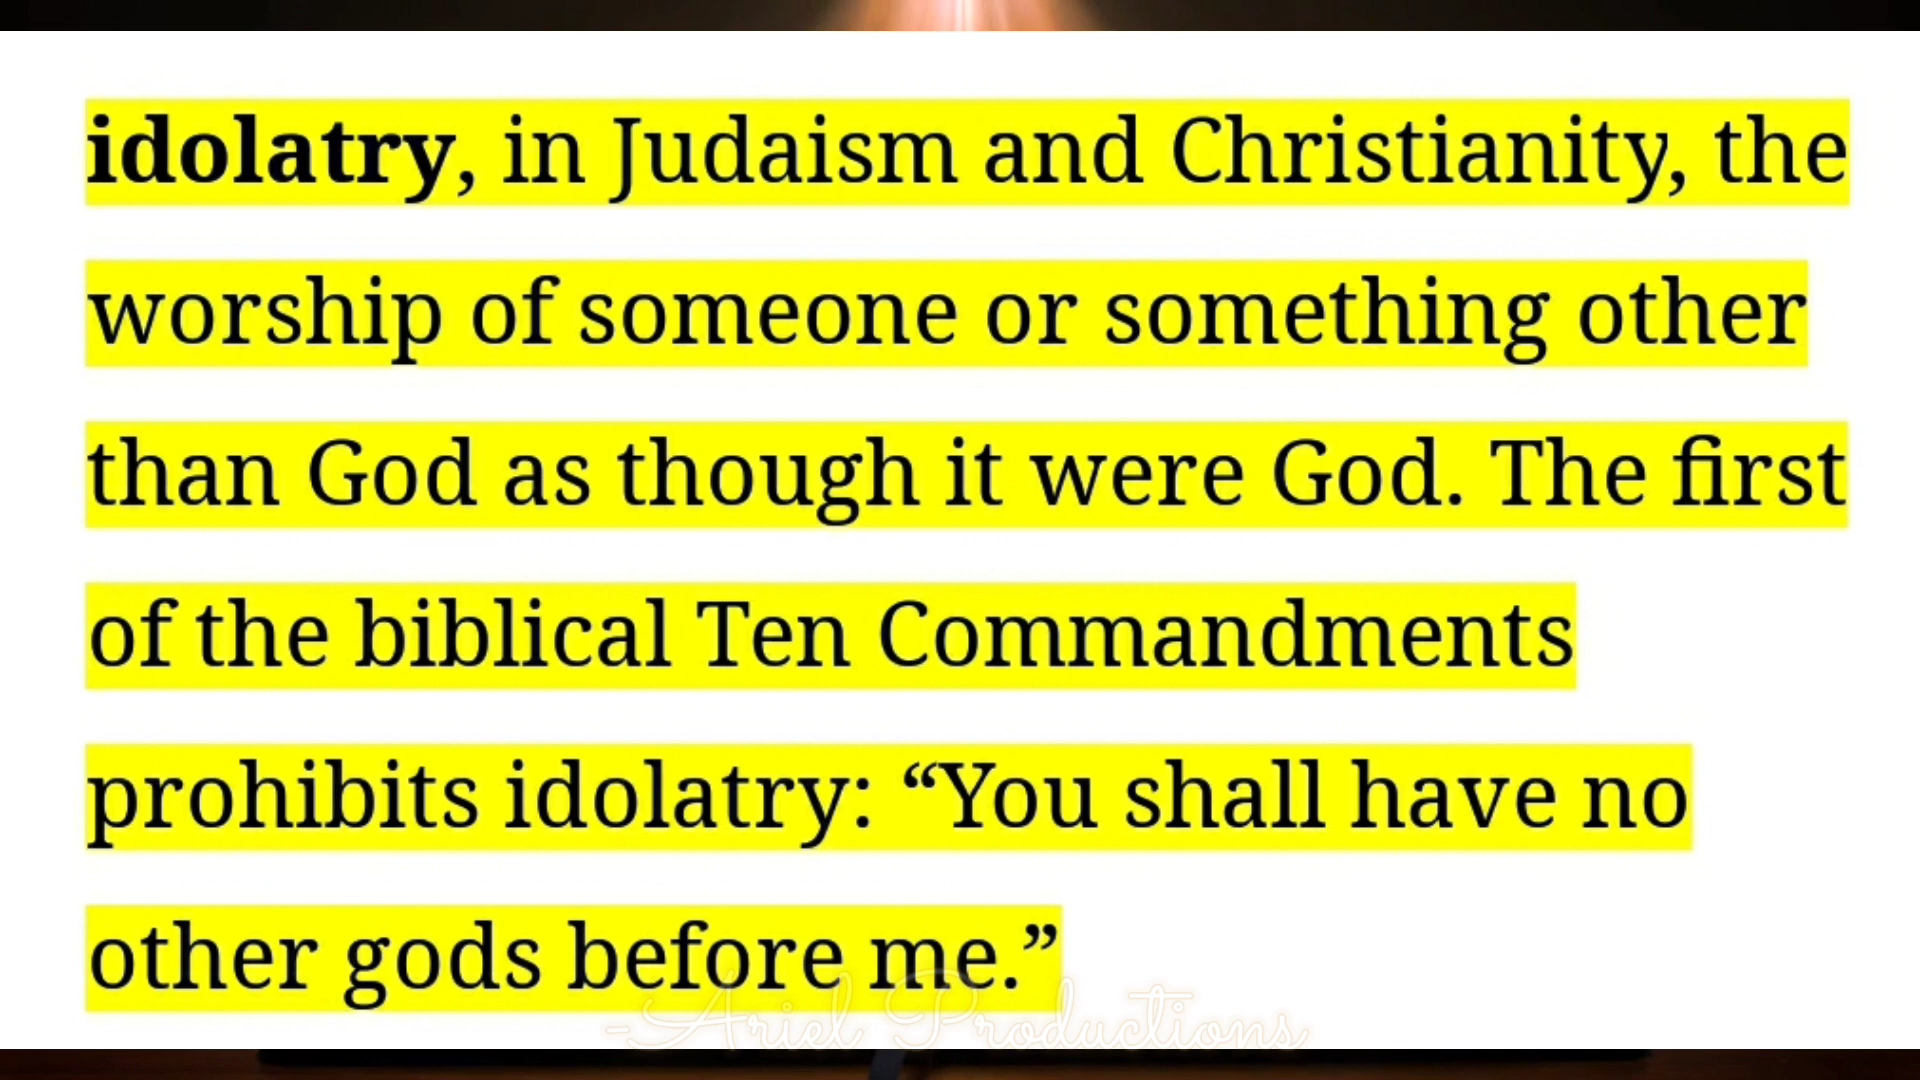 idolatry, in Judaism and Christianity, the
worship of someone or something other
than God as though it were God. The first
of the biblical Ten Commandments
prohibits idolatry: “You shall have no
other gods before me.”
-Ariel Productions